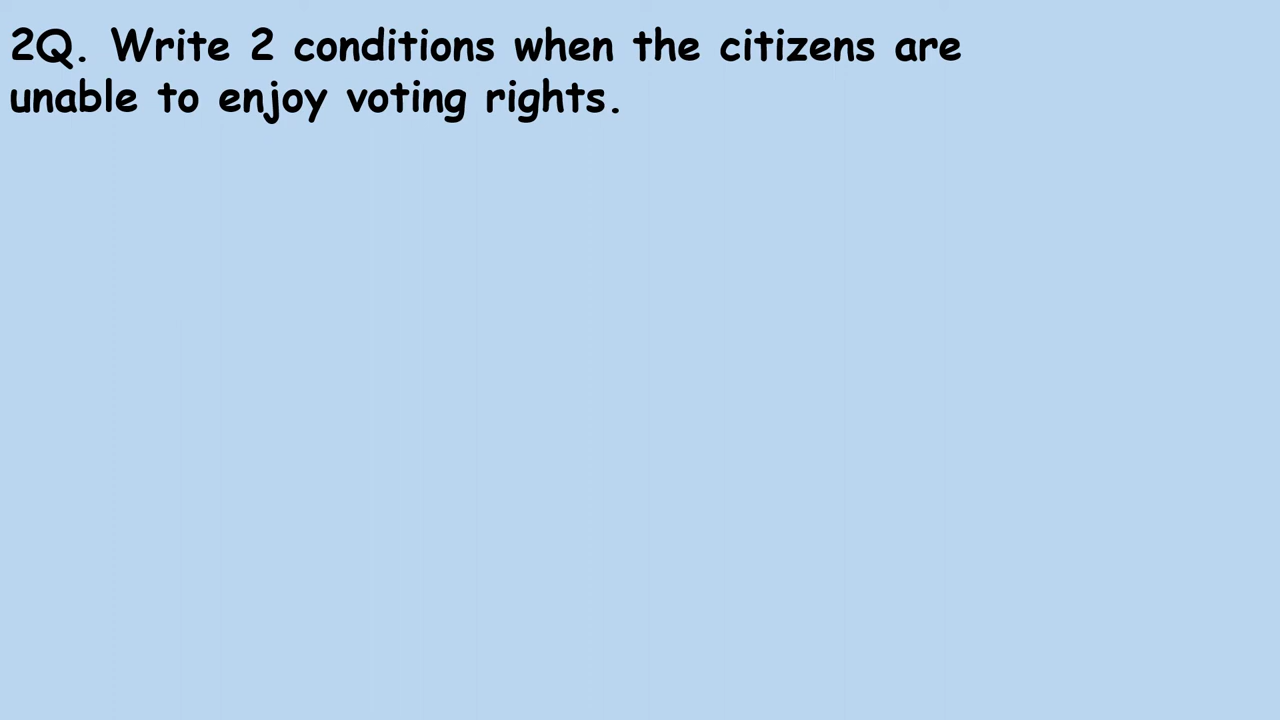 2Q. Write 2 conditions when the citizens are
unable to enjoy voting rights.